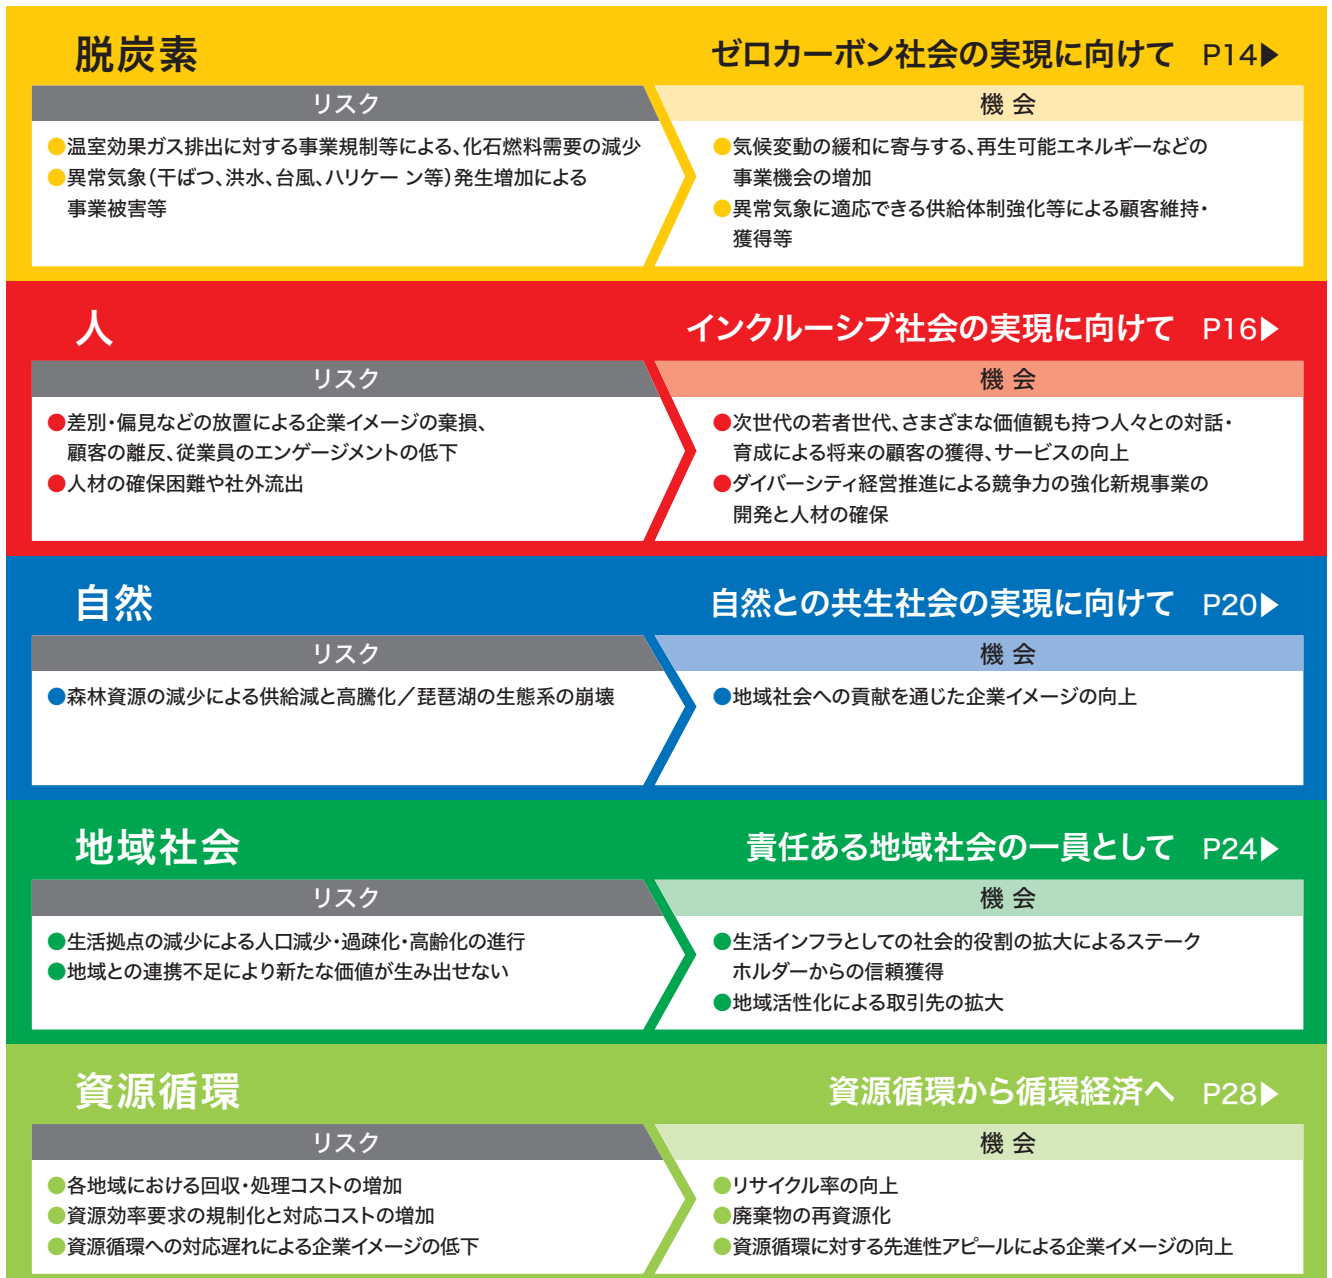 脱炭素
ゼロカーボン社会の実現に向けて P14▶
リスク
機 会
●温室効果ガス排出に対する事業規制等による、化石燃料需要の減少
●異常気象（干ばつ、洪水、台風、ハリケー ン等）発生増加による
事業被害等
●気候変動の緩和に寄与する、再生可能エネルギーなどの
事業機会の増加
●異常気象に適応できる供給体制強化等による顧客維持・
獲得等
人
インクルーシブ社会の実現に向けて P16▶
リスク
機 会
●差別・偏見などの放置による企業イメージの棄損、
顧客の離反、従業員のエンゲージメントの低下
●人材の確保困難や社外流出
●次世代の若者世代、さまざまな価値観も持つ人々との対話・
育成による将来の顧客の獲得、サービスの向上
●ダイバーシティ経営推進による競争力の強化新規事業の
開発と人材の確保
自然
自然との共生社会の実現に向けて P20▶
リスク
機 会
●森林資源の減少による供給減と高騰化／琵琶湖の生態系の崩壊
●地域社会への貢献を通じた企業イメージの向上
地域社会
責任ある地域社会の一員として P24▶
リスク
機 会
●生活拠点の減少による人口減少・過疎化・高齢化の進行
●地域との連携不足により新たな価値が生み出せない
●生活インフラとしての社会的役割の拡大によるステーク
ホルダーからの信頼獲得
●地域活性化による取引先の拡大
資源循環
資源循環から循環経済へ P28▶
リスク
機 会
●各地域における回収・処理コストの増加
●資源効率要求の規制化と対応コストの増加
●資源循環への対応遅れによる企業イメージの低下
●リサイクル率の向上
●廃棄物の再資源化
●資源循環に対する先進性アピールによる企業イメージの向上